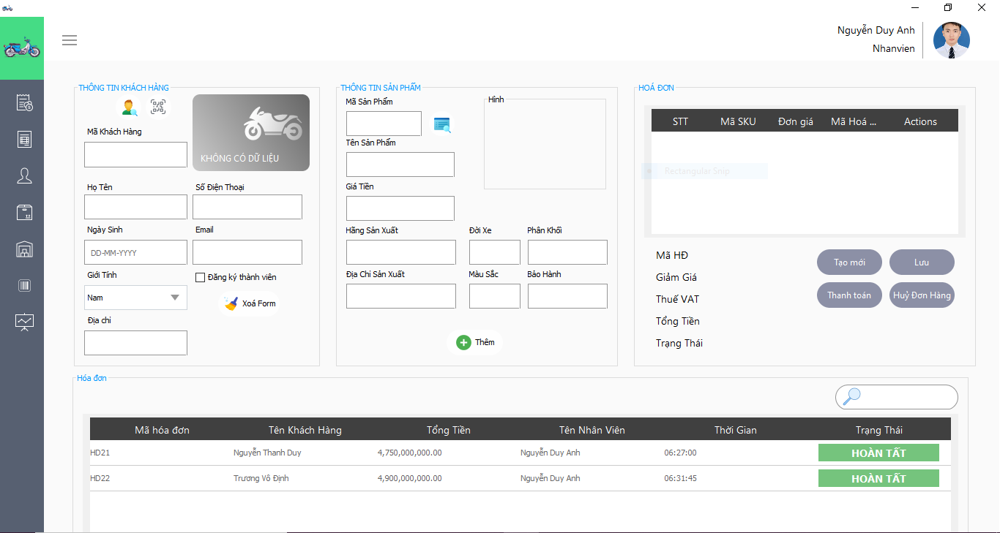 Nguyễn Duy Anh
Nhanvien
THÔNG TIN KHÁCH HÀNG
Mã Khách Hàng
KHÔNG CÓ DỮ LIỆU
Họ Tên
Số Điện Thoại
Ngày Sinh
Email
DD-MM-YYYY
Giới Tính
Đăng ký thành viên
Nam
Xoá Form
Địa chỉ
THÔNG TIN SẢN PHẨM
Mã Sản Phẩm
Hình
Tên Sản Phẩm
Giá Tiền
Hãng Sản Xuất
Đời Xe
Phân Khối
Địa Chỉ Sản Xuất
Màu Sắc
Bảo Hành
Thêm
HOÁ ĐƠN
STT Mã SKU Đơn giá Mã Hoá ... Actions
Rectangular Snip
Mã HĐ
Giảm Giá
Thuế VAT
Tổng Tiền
Trạng Thái
Tạo mới
Lưu
Thanh toán
Huỷ Đơn Hàng
Hóa đơn
Mã hóa đơn Tên Khách Hàng Tổng Tiền Tên Nhân Viên Thời Gian Trạng Thái
HD21 Nguyễn Thanh Duy 4,750,000,000.00 Nguyễn Duy Anh 06:27:00 HOÀN TẤT
HD22 Trương Vô Định 4,900,000,000.00 Nguyễn Duy Anh 06:31:45 HOÀN TẤT